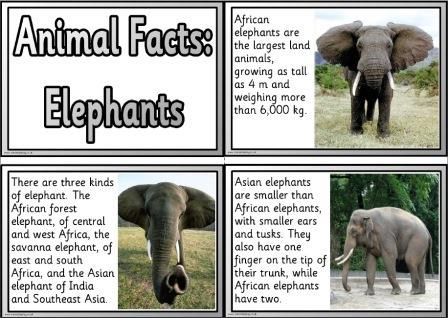 Animal Facts:
Elephants
African
elephants are
the largest land
animals,
growing as tall
as 4 m and
weighing more
than 6,000 kg.
There are three kinds
of elephant. The
African forest
elephant, of central
and west Africa, the
savanna elephant, of
east and south
Africa, and the Asian
elephant of India
and Southeast Asia.
Asian elephants
are smaller than
African elephants,
with smaller ears
and tusks. They
also have one
finger on the tip of
their trunk, while
African elephants
have two.